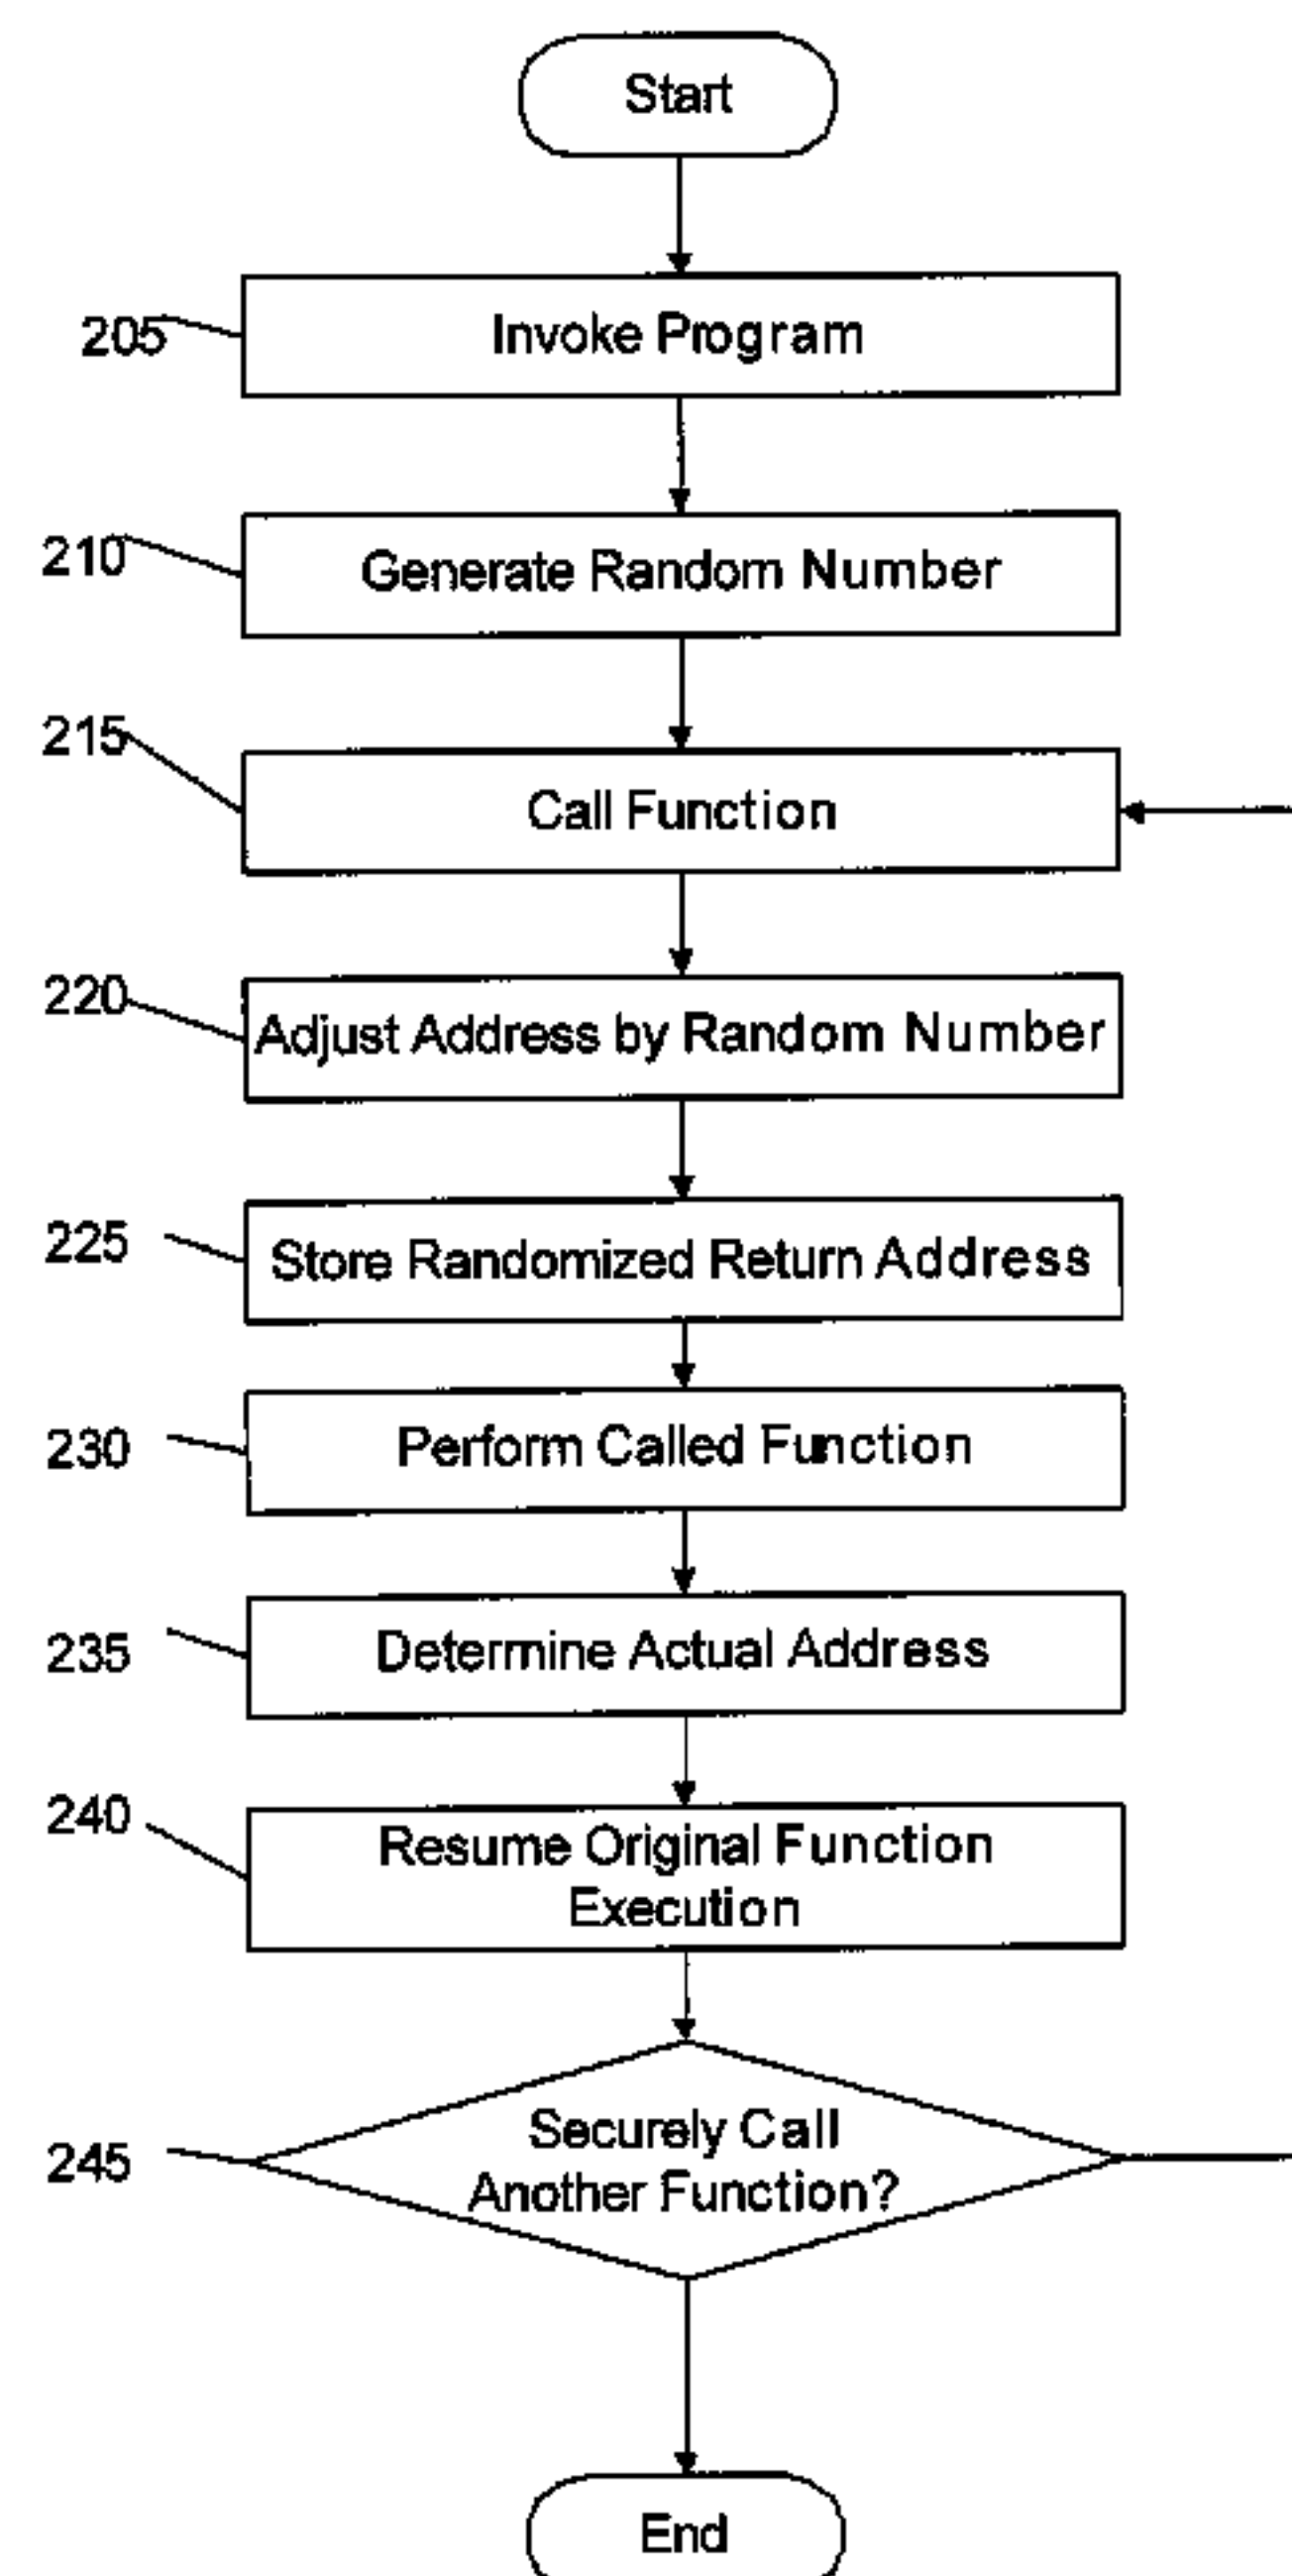 Start
205
Invoke Program
210
Generate Random Number
215
Call Function
220
Adjust Address by Random Number
225
Store Randomized Return Address
230
Perform Called Function
235
Determine Actual Address
240
Resume Original Function
Execution
245
Securely Call
Another Function?
End